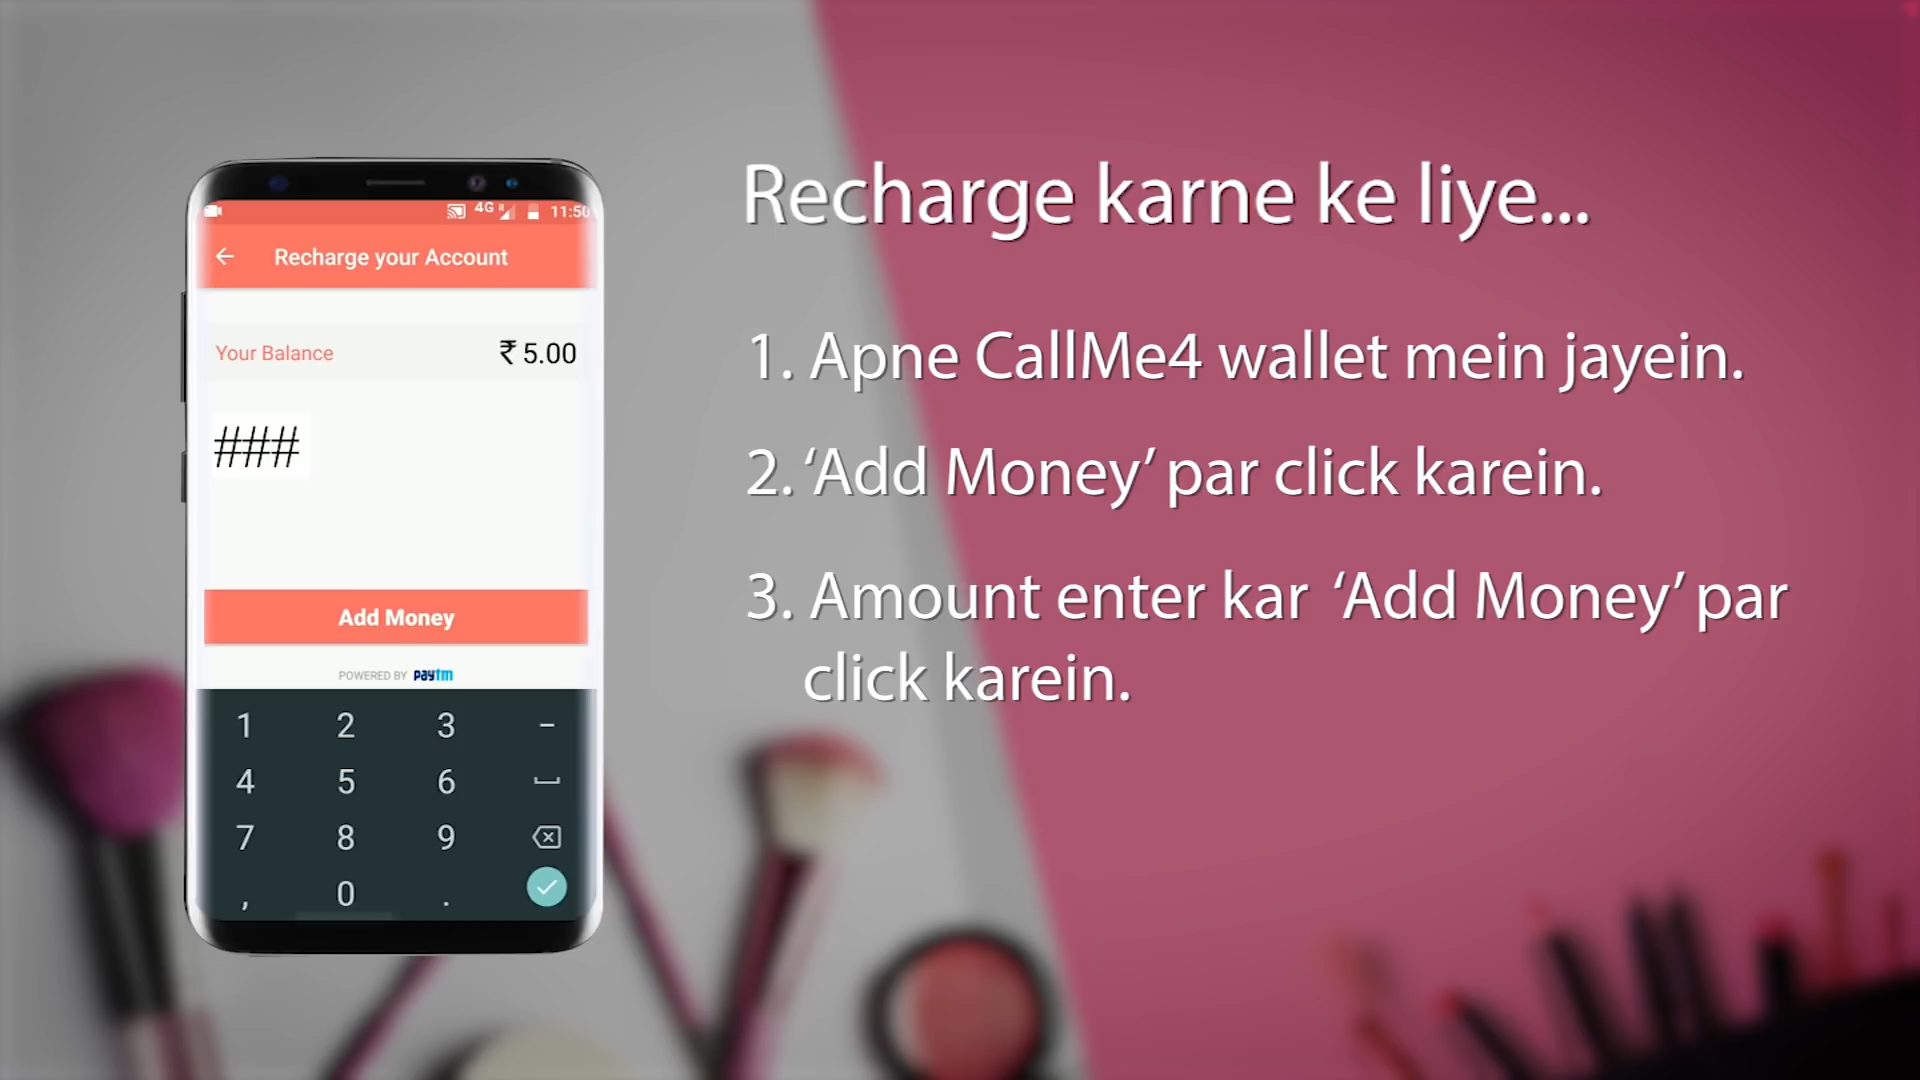 4G R 11:50
Recharge your Account
Your Balance ₹ 5.00
###
Add Money
POWERED BY paytm
1 2 3 –
4 5 6
7 8 9
, 0 .
Recharge karne ke liye...
1. Apne CallMe4 wallet mein jayein.
2. ‘Add Money’ par click karein.
3. Amount enter kar ‘Add Money’ par
click karein.